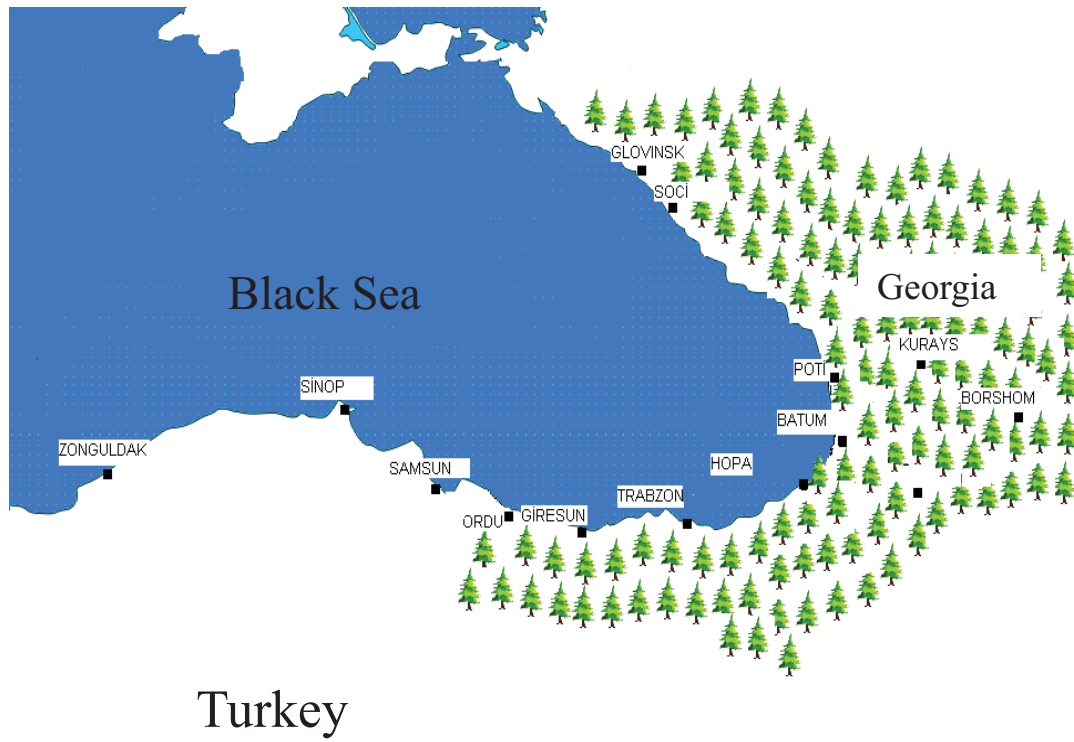 GLOVINSK
SOCİ
Black Sea
Georgia
KURAYS
POTİ
SİNOP
BORSHOM
BATUM
ZONGULDAK
SAMSUN
HOPA
TRABZON
ORDU
GİRESUN
Turkey